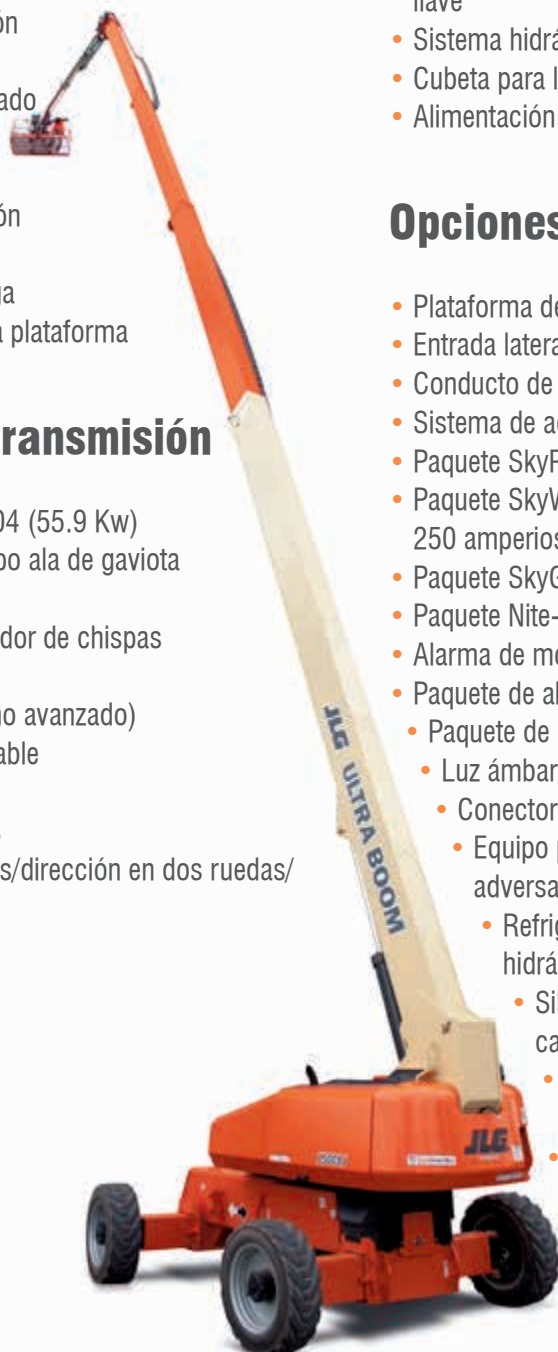 ón
ado
ón
ga
a plataforma
ransmisión
04 (55.9 Kw)
po ala de gaviota
dor de chispas
no avanzado)
able
s/dirección en dos ruedas/
llave
• Sistema hidrá
• Cubeta para l
• Alimentación
Opciones
• Plataforma de
• Entrada latera
• Conducto de
• Sistema de a
• Paquete SkyP
• Paquete SkyW
250 amperios
• Paquete SkyG
• Paquete Nite-
• Alarma de mo
• Paquete de al
• Paquete de
• Luz ámbar
• Conector
• Equipo p
adversa
• Refrig
hidrá
• Si
ca
JLG ULTRA BOOM
JLG